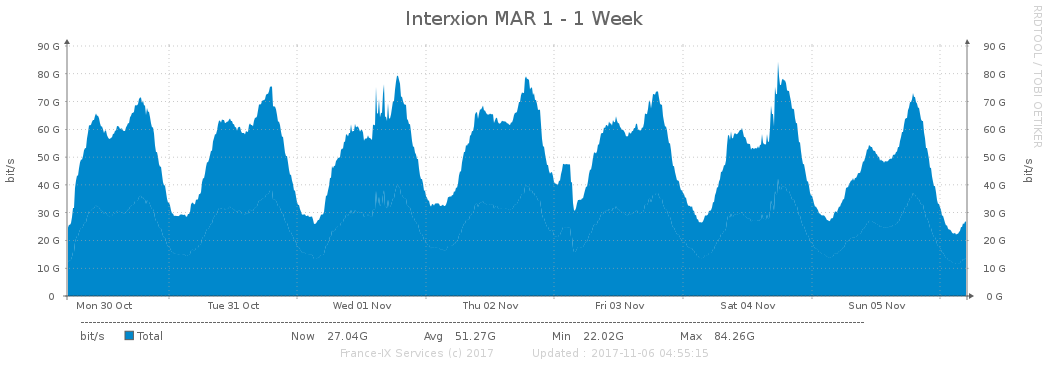 Interxion MAR 1 - 1 Week
RRDTOOL / TOBI OETIKER
bit/s
90 G 90 G
80 G 80 G
70 G 70 G
60 G 60 G
50 G 50 G
40 G 40 G
30 G 30 G
20 G 20 G
10 G 10 G
0 0 G
bit/s
Mon 30 Oct Tue 31 Oct Wed 01 Nov Thu 02 Nov Fri 03 Nov Sat 04 Nov Sun 05 Nov
bit/s Total Now 27.04G Avg 51.27G Min 22.02G Max 84.26G
France-IX Services (c) 2017 Updated : 2017-11-06 04:55:15